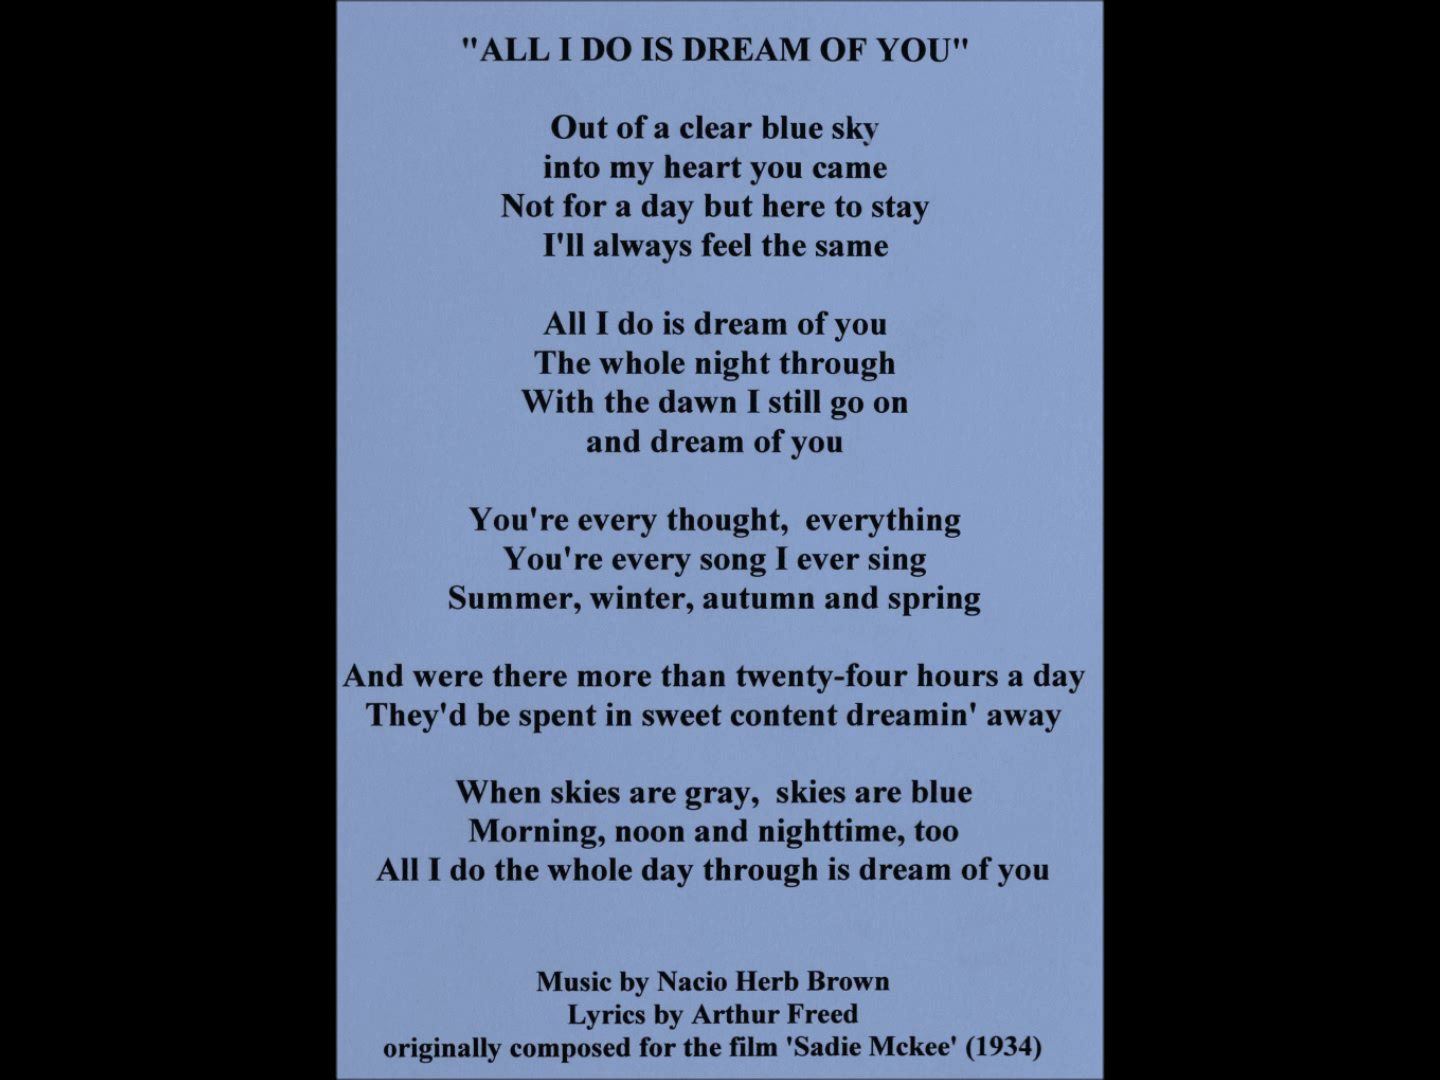 "ALL I DO IS DREAM OF YOU"
Out of a clear blue sky
into my heart you came
Not for a day but here to stay
I'll always feel the same
All I do is dream of you
The whole night through
With the dawn I still go on
and dream of you
You're every thought,  everything
You're every song I ever sing
Summer, winter, autumn and spring
And were there more than twenty-four hours a day
They'd be spent in sweet content dreamin' away
When skies are gray,  skies are blue
Morning, noon and nighttime, too
All I do the whole day through is dream of you
Music by Nacio Herb Brown
Lyrics by Arthur Freed
originally composed for the film 'Sadie Mckee' (1934)